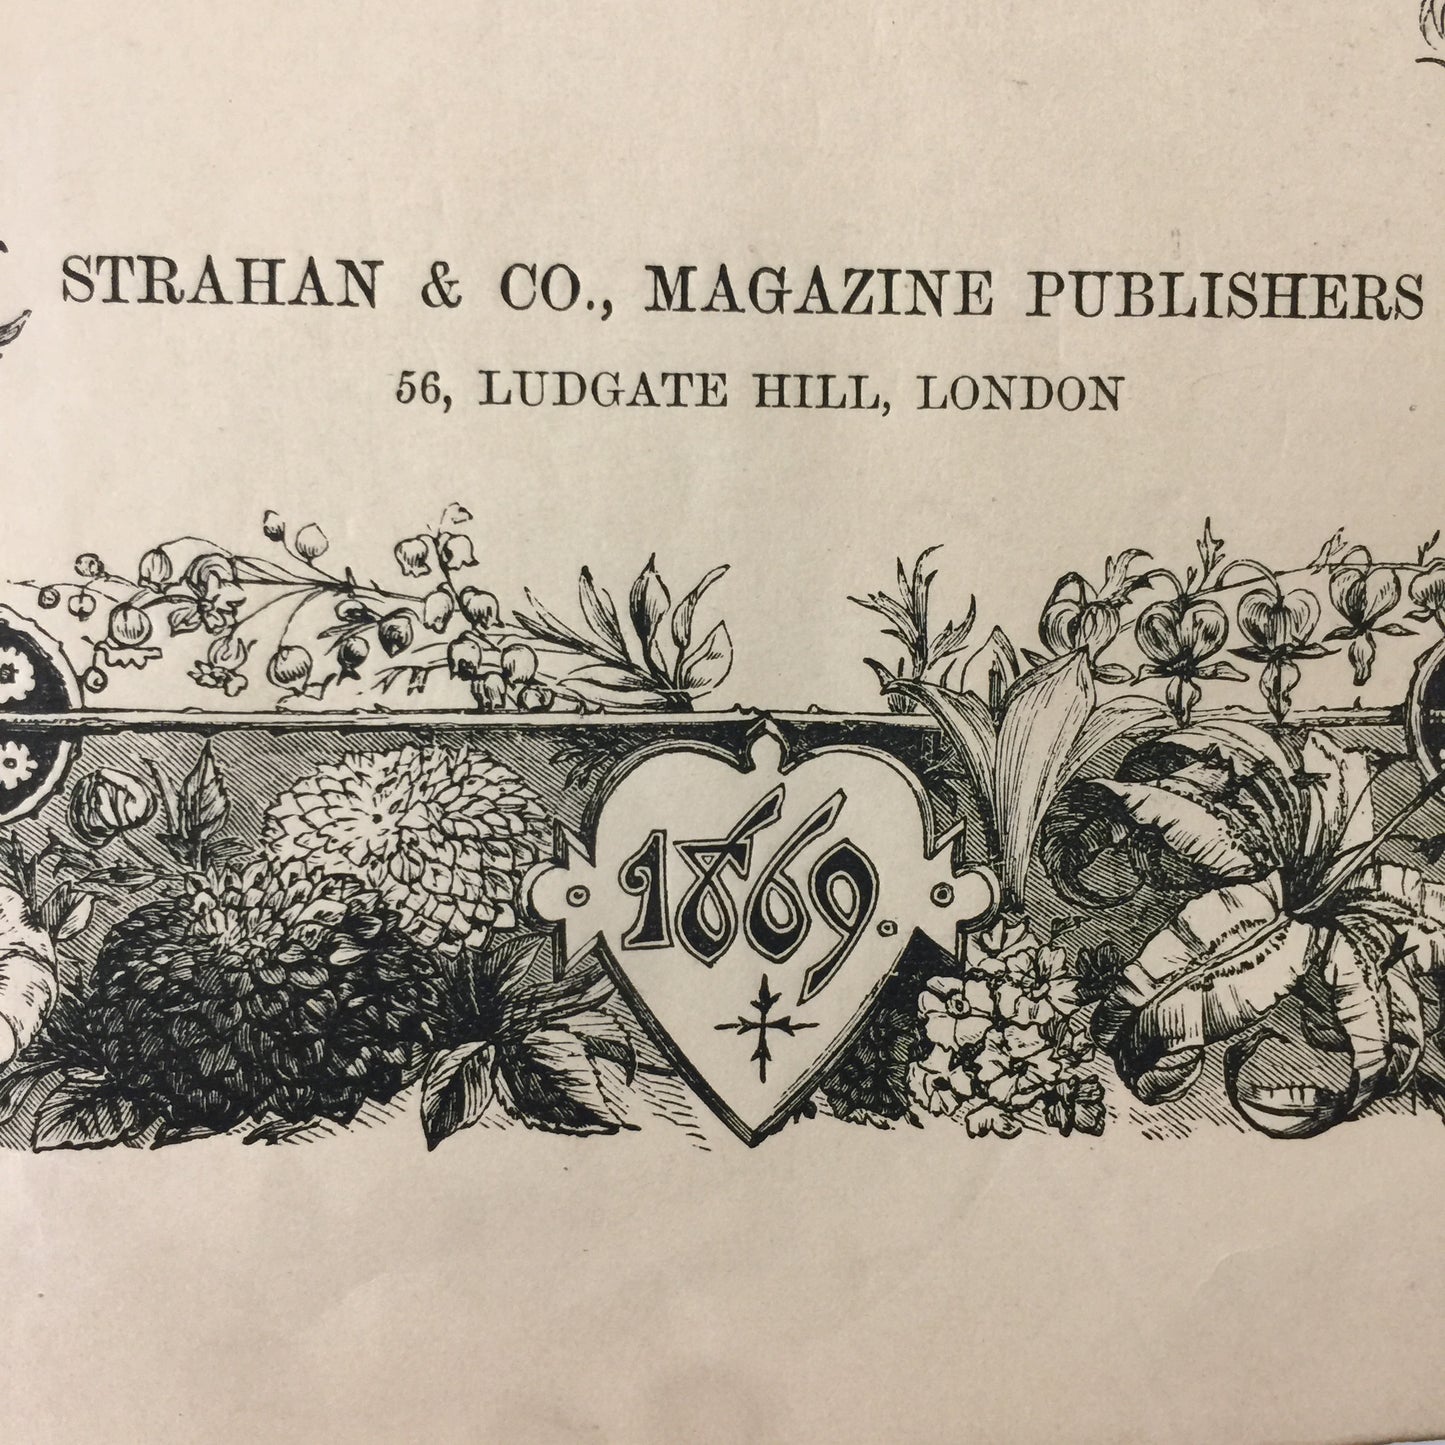 STRAHAN & CO., MAGAZINE PUBLISHERS
56, LUDGATE HILL, LONDON
1869.